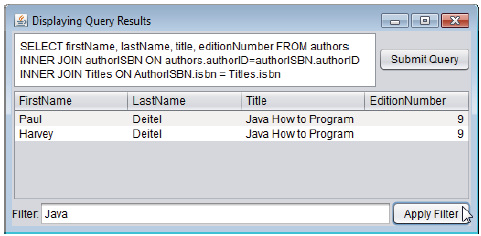 Displaying Query Results
SELECT firstName, lastName, title, editionNumber FROM authors
INNER JOIN authorISBN ON authors.authorID=authorISBN.authorID
INNER JOIN Titles ON AuthorISBN.isbn = Titles.isbn
Submit Query
FirstName LastName Title EditionNumber
Paul Deitel Java How to Program 9
Harvey Deitel Java How to Program 9
Filter: Java Apply Filter